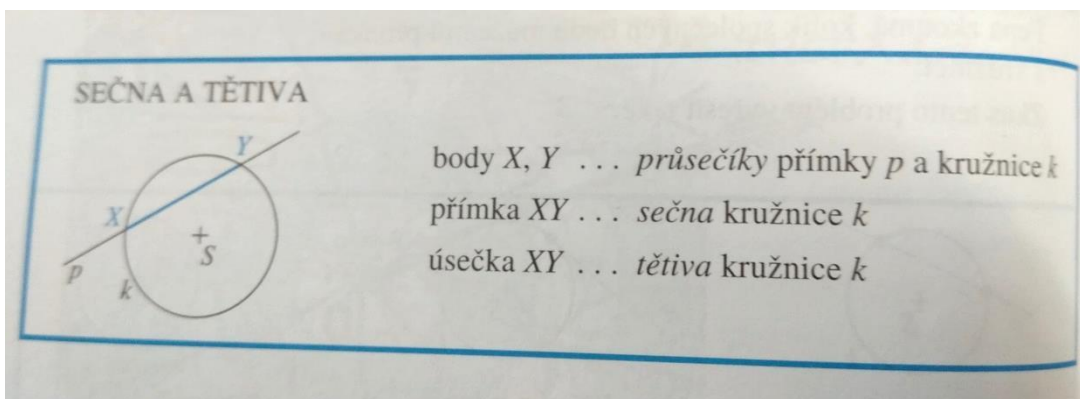 SEČNA A TĚTIVA
Y
X
S
p
k
body X, Y ... průsečíky přímky p a kružnice k
přímka XY ... sečna kružnice k
úsečka XY ... tětiva kružnice k